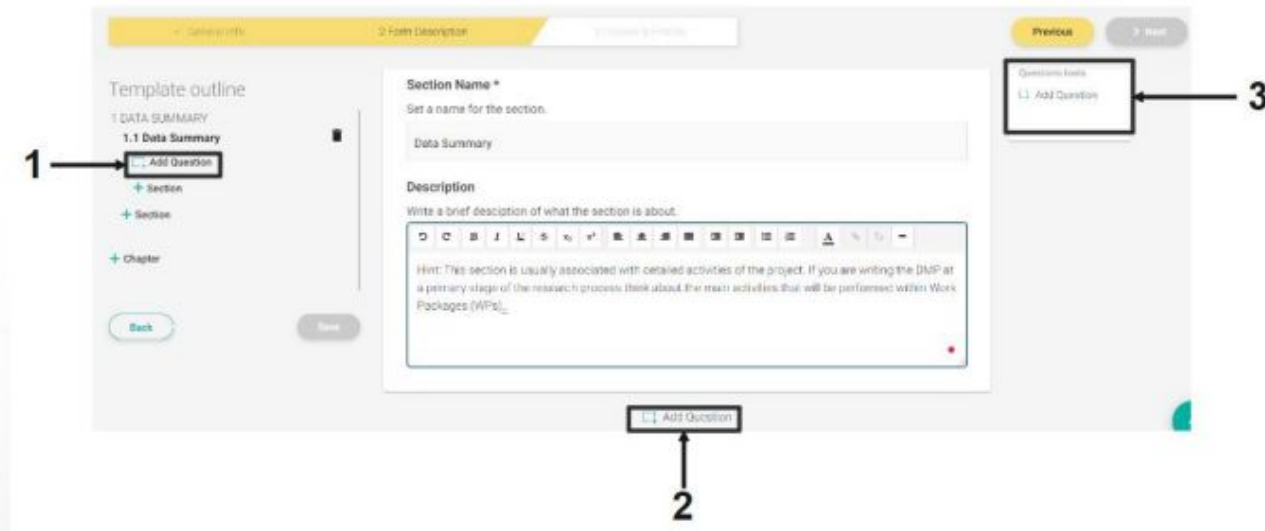 General Info
2 Form Description
Previous
Next
Template outline
1 DATA SUMMARY
1.1 Data Summary
Add Question
+ Section
+ Section
+ Chapter
Back
Save
Section Name *
Set a name for the section.
Data Summary
Description
Write a brief desciption of what the section is about.
Hint: This section is usually associated with detailed activities of the project. If you are writing the DMP at
a primary stage of the research process think about the main activities that will be performed within Work
Packages (WPs)_
Add Question
Questions tools
Add Question
1
2
3